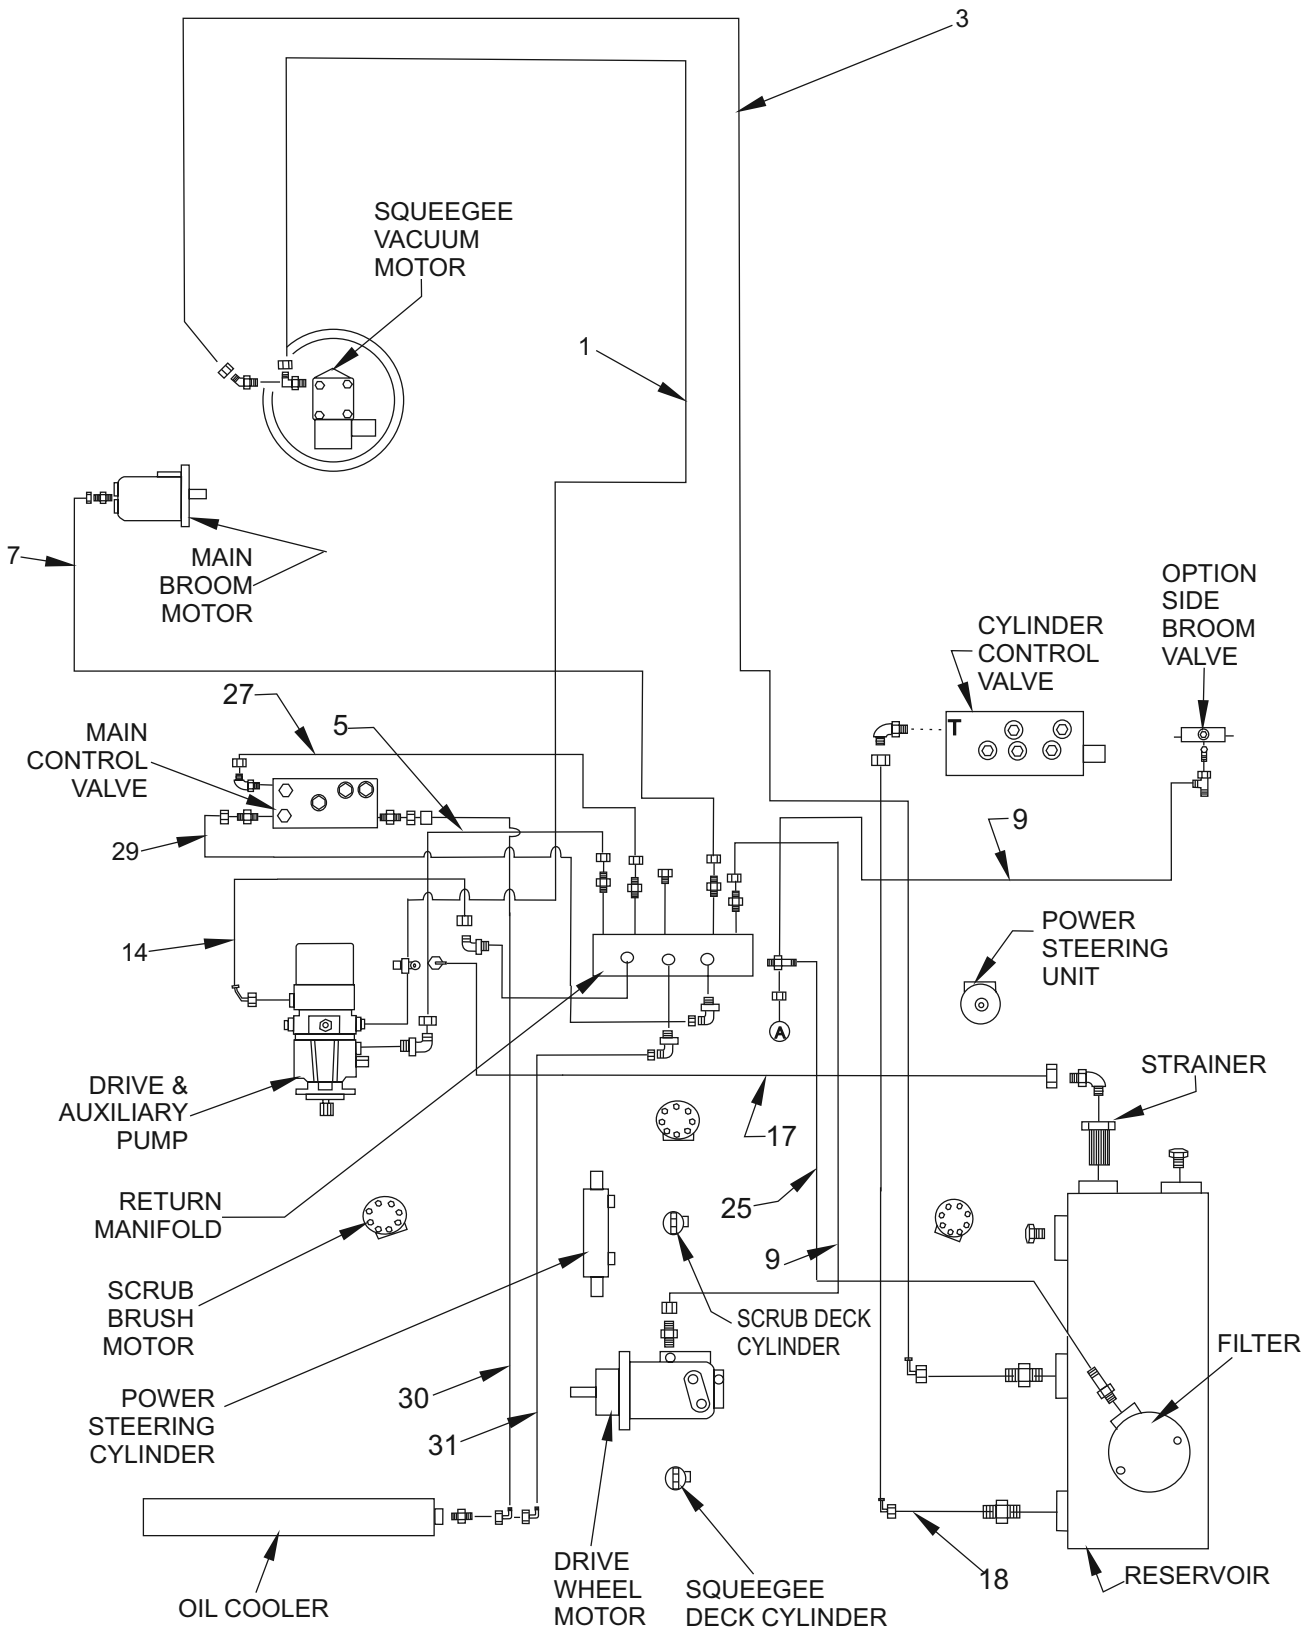 3
SQUEEGEE
VACUUM
MOTOR
1
7
MAIN
BROOM
MOTOR
OPTION
SIDE
BROOM
VALVE
CYLINDER
CONTROL
VALVE
T
27
5
MAIN
CONTROL
VALVE
29
9
14
POWER
STEERING
UNIT
A
DRIVE &
AUXILIARY
PUMP
STRAINER
17
RETURN
MANIFOLD
25
9
SCRUB
BRUSH
MOTOR
SCRUB DECK
CYLINDER
FILTER
POWER
STEERING
CYLINDER
30
31
OIL COOLER
DRIVE
WHEEL
MOTOR
SQUEEGEE
DECK CYLINDER
18
RESERVOIR